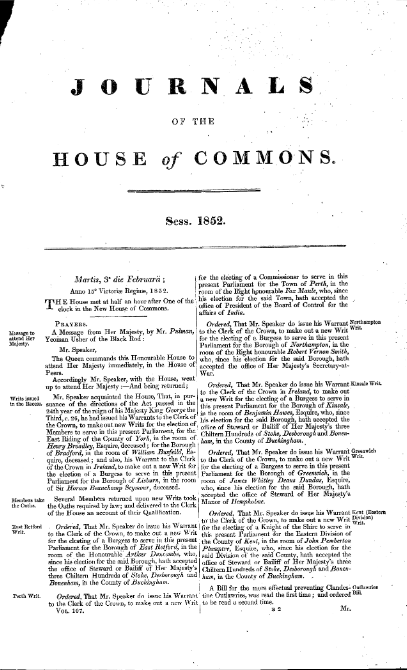 JOURNALS
OF THE
HOUSE of COMMONS.
Sess. 1852.
Martis, 3° die Februarii;
Anno 15° Victoriæ Reginæ, 1852.
THE House met at half an hour after One of the
clock in the New House of Commons.
PRAYERS.
Message to
attend Her
Majesty.
A Message from Her Majesty, by Mr. Pulman,
Yeoman Usher of the Black Rod:
Mr. Speaker,
The Queen commands this Honourable House to
attend Her Majesty immediately, in the House of
Peers.
Accordingly Mr. Speaker, with the House, went
up to attend Her Majesty:—And being returned;
Writs issued
in the Recess.
Mr. Speaker acquainted the House, That, in pur-
suance of the directions of the Act passed in the
24th year of the reign of his Majesty King George the
Third, c. 26, he had issued his Warrants to the Clerk of
the Crown, to make out new Writs for the election of
Members to serve in this present Parliament, for the
East Riding of the County of York, in the room of
Henry Broadley, Esquire, deceased; for the Borough
of Bradford, in the room of William Busfeild, Es-
quire, deceased; and also, his Warrant to the Clerk
of the Crown in Ireland, to make out a new Writ for
the election of a Burgess to serve in this present
Parliament for the Borough of Lisburn, in the room
of Sir Horace Beauchamp Seymour, deceased.
Members take
the Oaths.
Several Members returned upon new Writs took
the Oaths required by law; and delivered to the Clerk
of the House an account of their Qualification.
East Retford
Writ.
Ordered, That Mr. Speaker do issue his Warrant
to the Clerk of the Crown, to make out a new Writ
for the electing of a Burgess to serve in this present
Parliament for the Borough of East Retford, in the
room of the Honourable Arthur Duncombe, who,
since his election for the said Borough, hath accepted
the office of Steward or Bailiff of Her Majesty's
three Chiltern Hundreds of Stoke, Desborough and
Bonenham, in the County of Buckingham.
Perth Writ.
Ordered, That Mr. Speaker do issue his Warrant
to the Clerk of the Crown, to make out a new Writ
VOL. 107.
for the electing of a Commissioner to serve in this
present Parliament for the Town of Perth, in the
room of the Right honourable Fox Maule, who, since
his election for the said Town, hath accepted the
office of President of the Board of Control for the
affairs of India.
Ordered, That Mr. Speaker do issue his Warrant
to the Clerk of the Crown, to make out a new Writ
for the electing of a Burgess to serve in this present
Parliament for the Borough of Northampton, in the
room of the Right honourable Robert Vernon Smith,
who, since his election for the said Borough, hath
accepted the office of Her Majesty's Secretary-at-
War.
Northampton
Writ.
Ordered, That Mr. Speaker do issue his Warrant
to the Clerk of the Crown in Ireland, to make out
a new Writ for the electing of a Burgess to serve in
this present Parliament for the Borough of Kinsale,
in the room of Benjamin Hawes, Esquire, who, since
his election for the said Borough, hath accepted the
office of Steward or Bailiff of Her Majesty's three
Chiltern Hundreds of Stoke, Desborough and Bonen-
ham, in the County of Buckingham.
Kinsale Writ.
Ordered, That Mr. Speaker do issue his Warrant
to the Clerk of the Crown, to make out a new Writ
for the electing of a Burgess to serve in this present
Parliament for the Borough of Greenwich, in the
room of James Whitley Deans Dundas, Esquire,
who, since his election for the said Borough, hath
accepted the office of Steward of Her Majesty's
Manor of Hempholme.
Greenwich
Writ.
Ordered, That Mr. Speaker do issue his Warrant
to the Clerk of the Crown, to make out a new Writ
for the electing of a Knight of the Shire to serve in
this present Parliament for the Eastern Division of
the County of Kent, in the room of John Pemberton
Plumptre, Esquire, who, since his election for the
said Division of the said County, hath accepted the
office of Steward or Bailiff of Her Majesty's three
Chiltern Hundreds of Stoke, Desborough and Bonen-
ham, in the County of Buckingham.
Kent (Eastern
Division)
Writ.
A Bill for the more effectual preventing Clandes-
tine Outlawries, was read the first time; and ordered
to be read a second time.
Outlawries
Bill.
B 2
Mr.